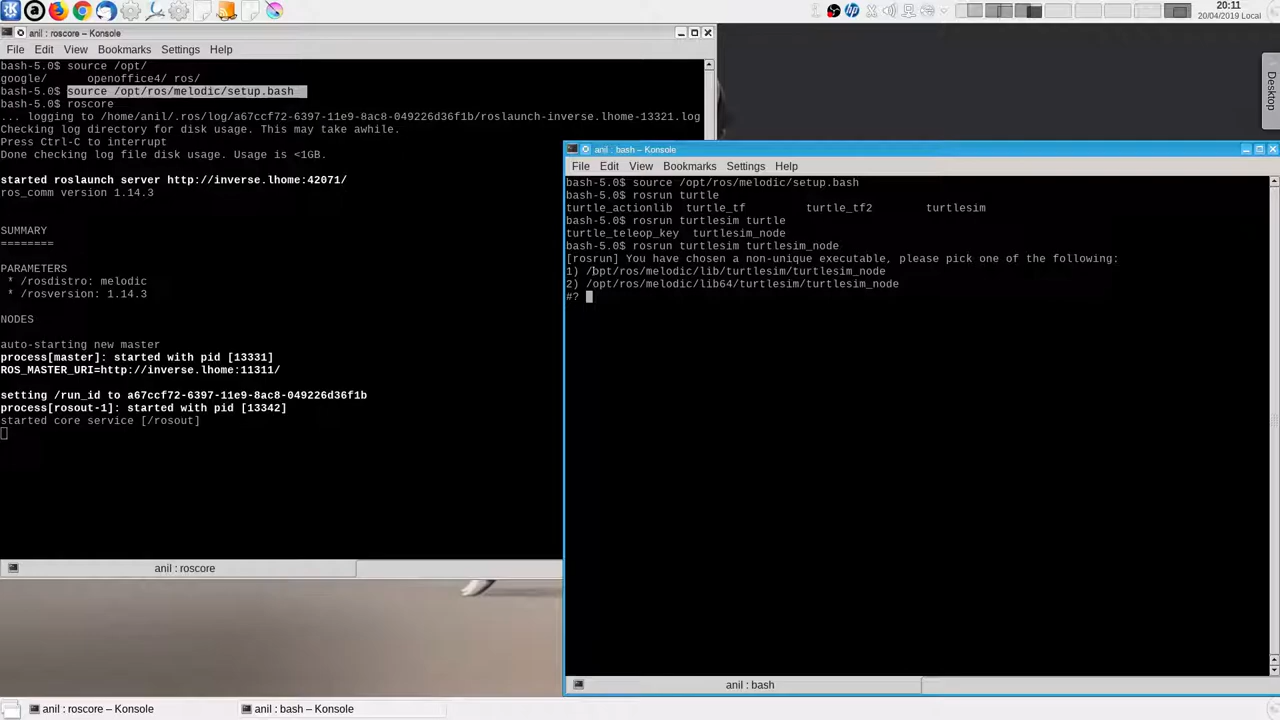 20:11
20/04/2019 Local
Desktop
anil : roscore – Konsole
File Edit View Bookmarks Settings Help
bash-5.0$ source /opt/
google/ openoffice4/ ros/
bash-5.0$ source /opt/ros/melodic/setup.bash
bash-5.0$ roscore
... logging to /home/anil/.ros/log/a67ccf72-6397-11e9-8ac8-049226d36f1b/roslaunch-inverse.lhome-13321.log
Checking log directory for disk usage. This may take awhile.
Press Ctrl-C to interrupt
Done checking log file disk usage. Usage is <1GB.
started roslaunch server http://inverse.lhome:42071/
ros_comm version 1.14.3
SUMMARY
========
PARAMETERS
* /rosdistro: melodic
* /rosversion: 1.14.3
NODES
auto-starting new master
process[master]: started with pid [13331]
ROS_MASTER_URI=http://inverse.lhome:11311/
setting /run_id to a67ccf72-6397-11e9-8ac8-049226d36f1b
process[rosout-1]: started with pid [13342]
started core service [/rosout]
anil : roscore
anil : bash – Konsole
File Edit View Bookmarks Settings Help
bash-5.0$ source /opt/ros/melodic/setup.bash
bash-5.0$ rosrun turtle
turtle_actionlib turtle_tf turtle_tf2 turtlesim
bash-5.0$ rosrun turtlesim turtle
turtle_teleop_key turtlesim_node
bash-5.0$ rosrun turtlesim turtlesim_node
[rosrun] You have chosen a non-unique executable, please pick one of the following:
1) /opt/ros/melodic/lib/turtlesim/turtlesim_node
2) /opt/ros/melodic/lib64/turtlesim/turtlesim_node
#?
anil : bash
anil : roscore – Konsole
anil : bash – Konsole